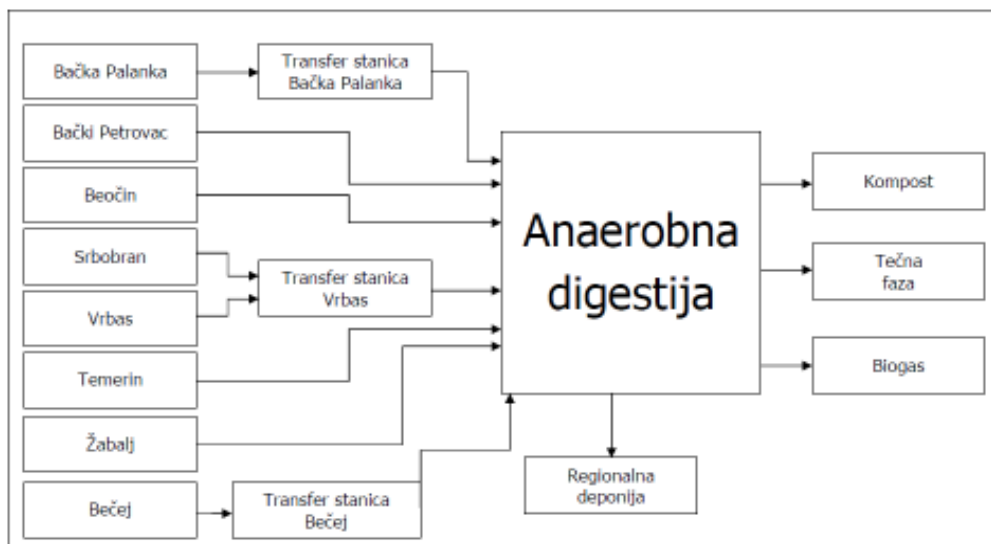 Bačka Palanka
Transfer stanica
Bačka Palanka
Bački Petrovac
Beočin
Srbobran
Transfer stanica
Vrbas
Vrbas
Temerin
Žabalj
Bečej
Transfer stanica
Bečej
Anaerobna
digestija
Regionalna
deponija
Kompost
Tečna
faza
Biogas